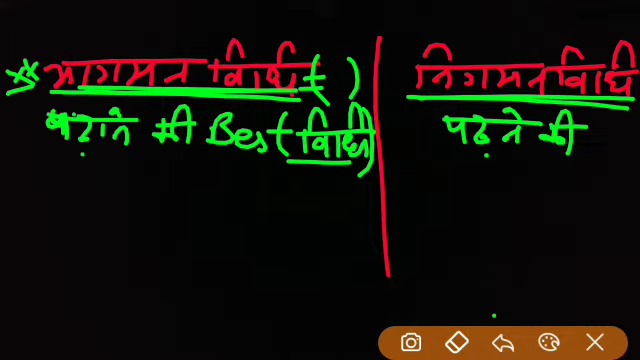 आगमन विधि = ( )
पढ़ाने की Best (विधि)
निगमन विधि
पढ़ने की